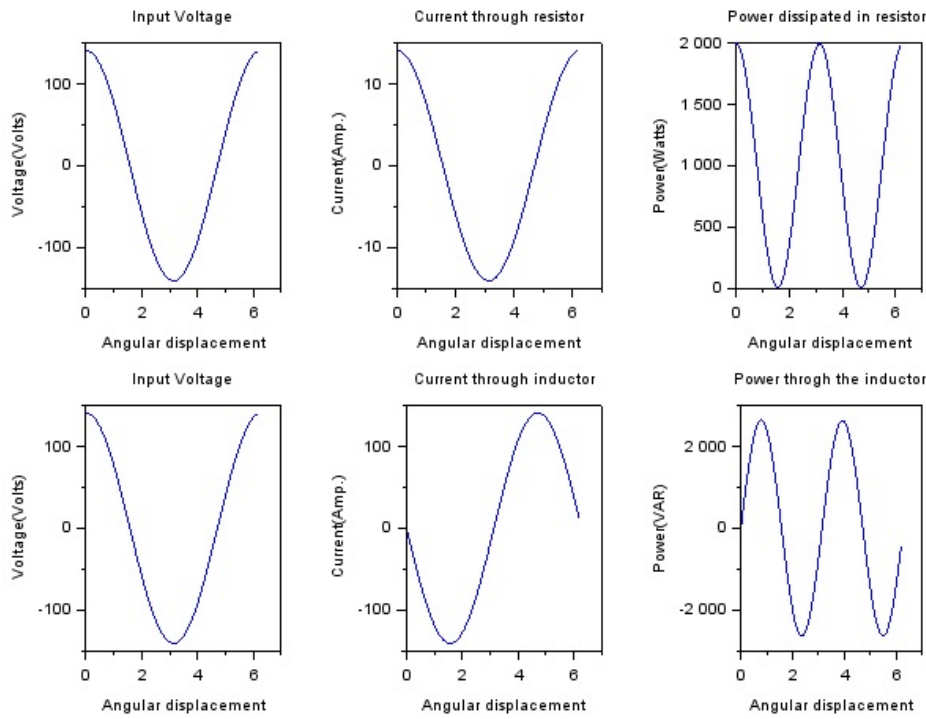 Input Voltage
Current through resistor
Power dissipated in resistor
Voltage(Volts)
100
0
-100
0 2 4 6
Angular displacement
Current(Amp.)
10
0
-10
0 2 4 6
Angular displacement
Power(Watts)
2 000
1 500
1 000
500
0
0 2 4 6
Angular displacement
Input Voltage
Current through inductor
Power throgh the inductor
Voltage(Volts)
100
0
-100
0 2 4 6
Angular displacement
Current(Amp.)
100
0
-100
0 2 4 6
Angular displacement
Power(VAR)
2 000
0
-2 000
0 2 4 6
Angular displacement